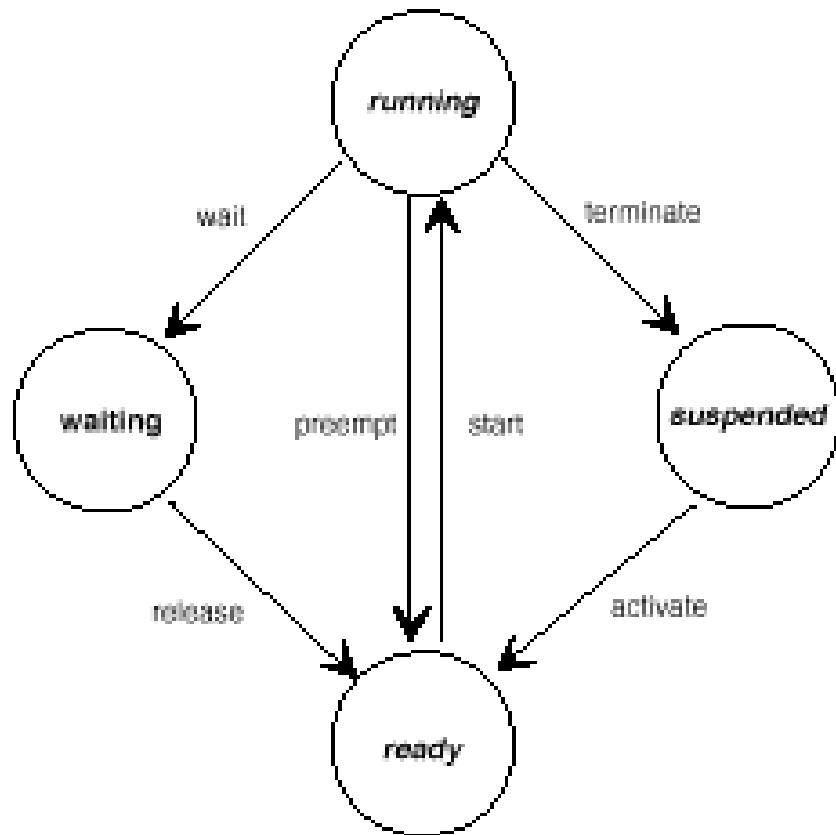 running
wait
terminate
waiting
preempt
start
suspended
release
activate
ready